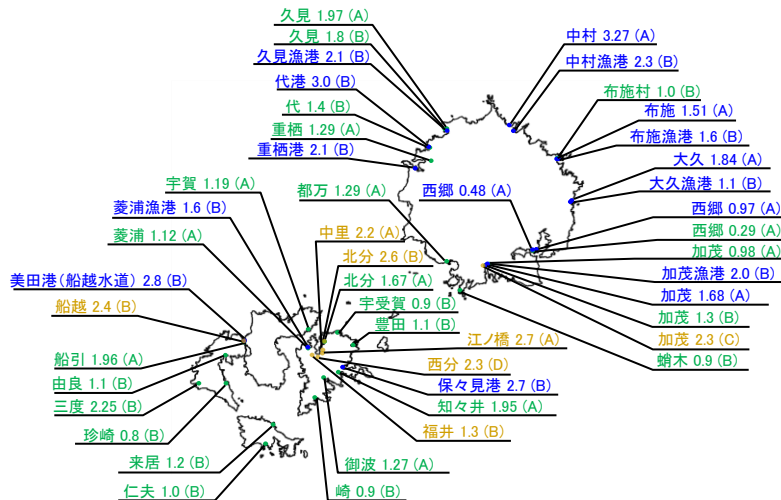 久見 1.97 (A)
久見 1.8 (B)
久見漁港 2.1 (B)
代港 3.0 (B)
代 1.4 (B)
重栖 1.29 (A)
重栖港 2.1 (B)
中村 3.27 (A)
中村漁港 2.3 (B)
布施村 1.0 (B)
布施 1.51 (A)
布施漁港 1.6 (B)
大久 1.84 (A)
大久漁港 1.1 (B)
西郷 0.48 (A)
西郷 0.97 (A)
西郷 0.29 (A)
加茂 0.98 (A)
加茂漁港 2.0 (B)
加茂 1.68 (A)
加茂 1.3 (B)
加茂 2.3 (C)
蛸木 0.9 (B)
都万 1.29 (A)
宇賀 1.19 (A)
菱浦漁港 1.6 (B)
菱浦 1.12 (A)
中里 2.2 (A)
北分 2.6 (B)
北分 1.67 (A)
宇受賀 0.9 (B)
豊田 1.1 (B)
江ノ橋 2.7 (A)
西分 2.3 (D)
保々見港 2.7 (B)
知々井 1.95 (A)
福井 1.3 (B)
御波 1.27 (A)
崎 0.9 (B)
美田港(船越水道) 2.8 (B)
船越 2.4 (B)
船引 1.96 (A)
由良 1.1 (B)
三度 2.25 (B)
珍崎 0.8 (B)
来居 1.2 (B)
仁夫 1.0 (B)